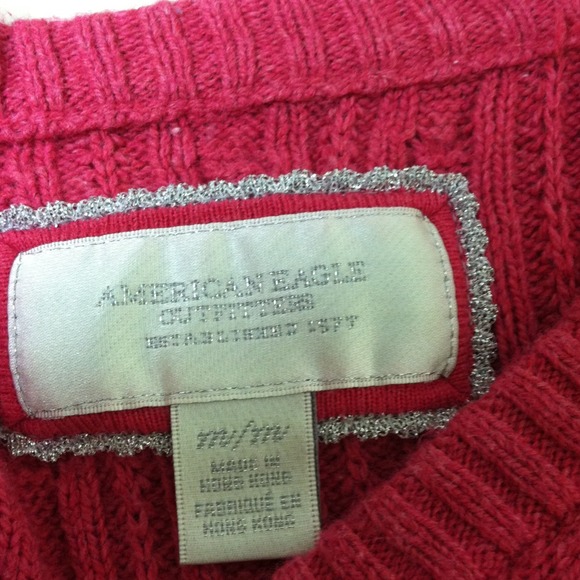 AMERICAN EAGLE
OUTFITTERS
ESTABLISHED 1977
m/m
MADE IN
HONG KONG
FABRIQUÉ EN
HONG KONG